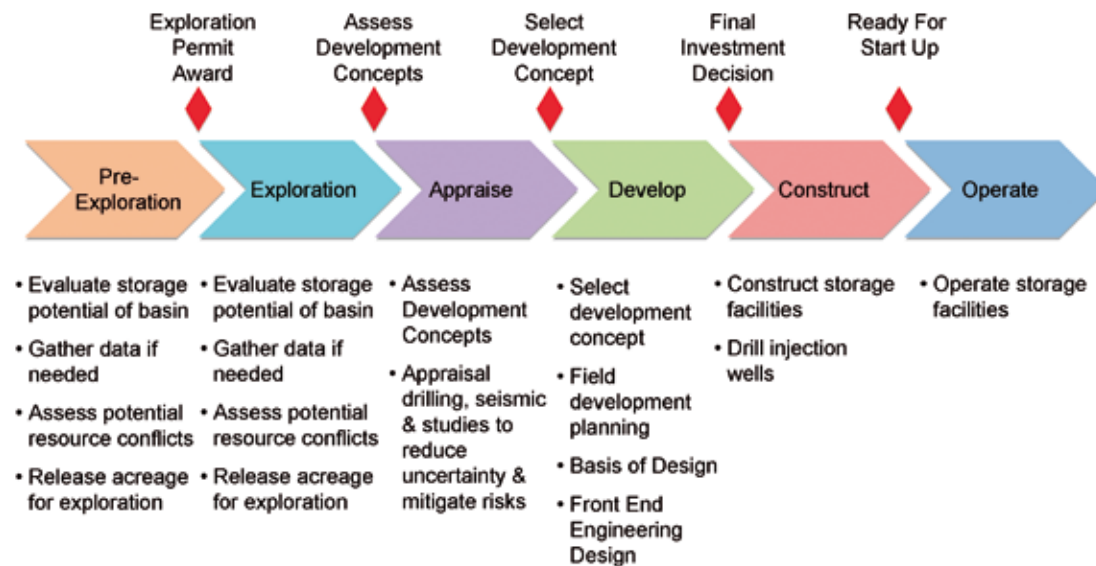 Exploration
Permit
Award
Assess
Development
Concepts
Select
Development
Concept
Final
Investment
Decision
Ready For
Start Up
Pre-
Exploration
Exploration
Appraise
Develop
Construct
Operate
• Evaluate storage
potential of basin
• Gather data if
needed
• Assess potential
resource conflicts
• Release acreage
for exploration
• Evaluate storage
potential of basin
• Gather data if
needed
• Assess potential
resource conflicts
• Release acreage
for exploration
• Assess
Development
Concepts
• Appraisal
drilling, seismic
& studies to
reduce
uncertainty &
mitigate risks
• Select
development
concept
• Field
development
planning
• Basis of Design
• Front End
Engineering
Design
• Construct storage
facilities
• Drill injection
wells
• Operate storage
facilities